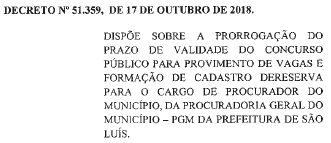 DECRETO Nº 51.359, DE 17 DE OUTUBRO DE 2018.
DISPÕE SOBRE A PRORROGAÇÃO DO
PRAZO DE VALIDADE DO CONCURSO
PÚBLICO PARA PROVIMENTO DE VAGAS E
FORMAÇÃO DE CADASTRO DERESERVA
PARA O CARGO DE PROCURADOR DO
MUNICÍPIO, DA PROCURADORIA GERAL DO
MUNICÍPIO – PGM DA PREFEITURA DE SÃO
LUÍS.